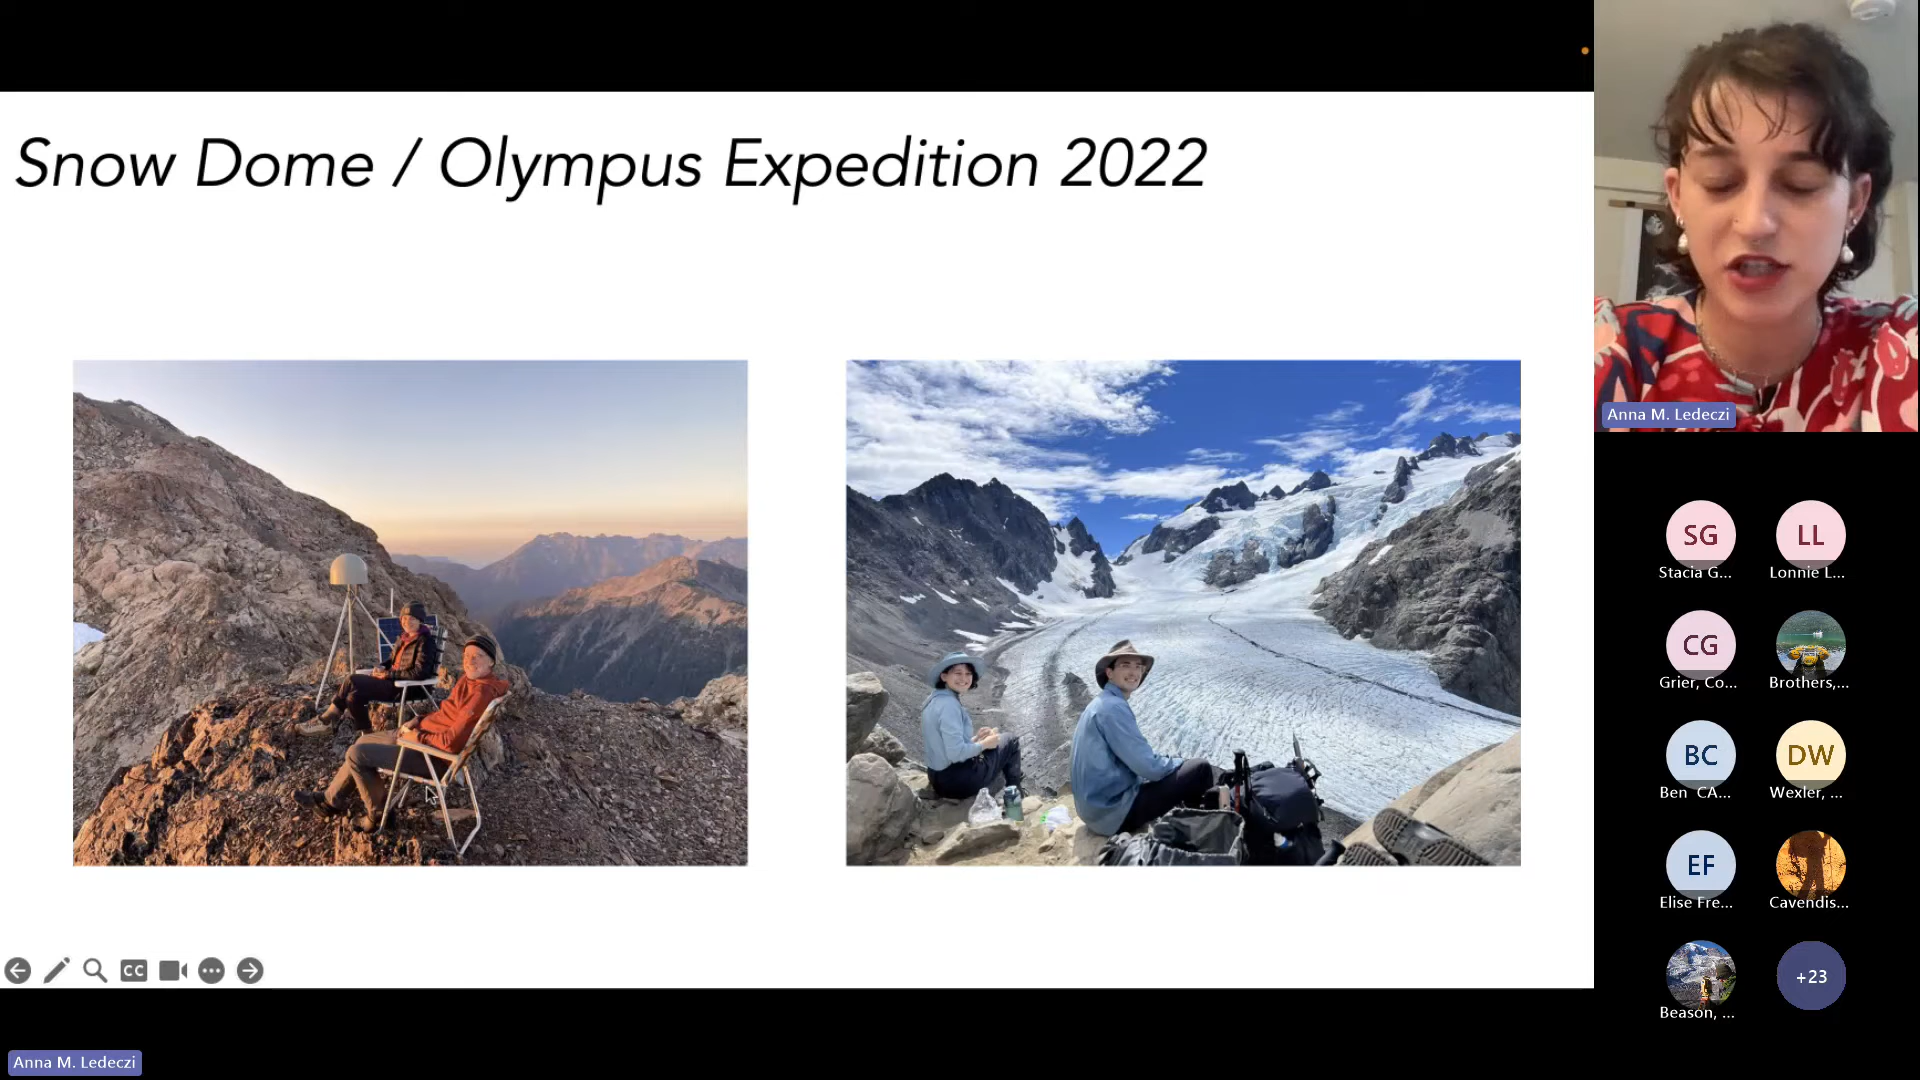 Snow Dome / Olympus Expedition 2022
Anna M. Ledeczi
SG
Stacia G...
LL
Lonnie L...
CG
Grier, Co...
Brothers,...
BC
Ben CA...
DW
Wexler, ...
EF
Elise Fre...
Cavendis...
Beason, ...
+23
CC
Anna M. Ledeczi